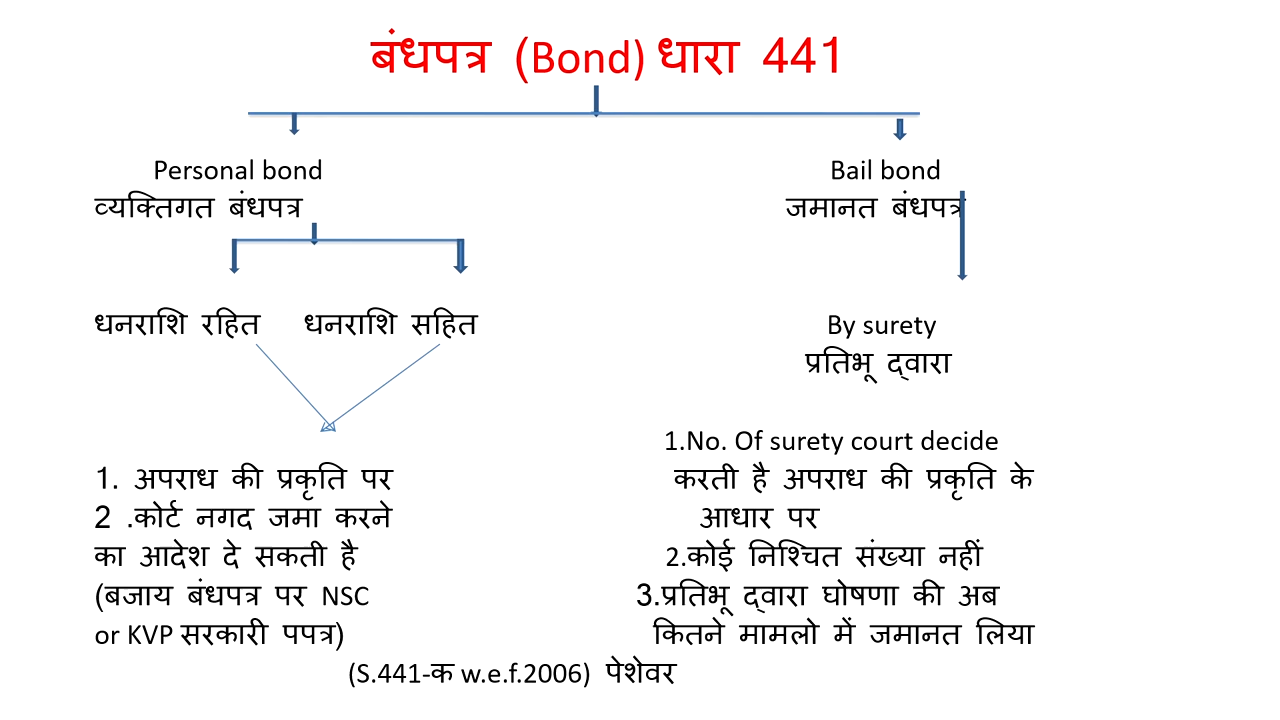 बंधपत्र (Bond) धारा 441
Personal bond
व्यक्तिगत बंधपत्र
Bail bond
जमानत बंधपत्र
धनराशि रहित धनराशि सहित
By surety
प्रतिभू द्वारा
1. अपराध की प्रकृति पर
2 .कोर्ट नगद जमा करने
का आदेश दे सकती है
(बजाय बंधपत्र पर NSC
or KVP सरकारी पपत्र)
1.No. Of surety court decide
करती है अपराध की प्रकृति के
आधार पर
2.कोई निश्चित संख्या नहीं
3.प्रतिभू द्वारा घोषणा की अब
कितने मामलो में जमानत लिया
(S.441-क w.e.f.2006) पेशेवर